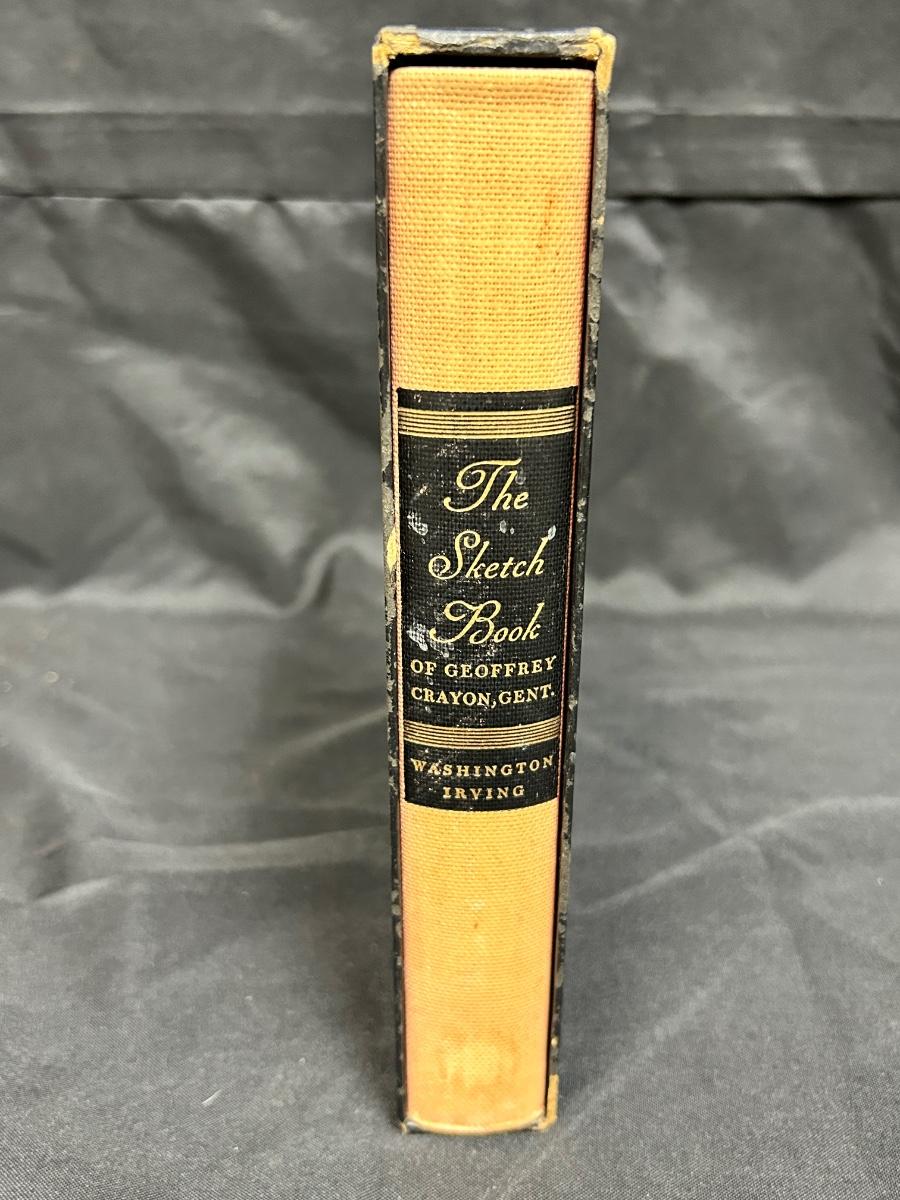 The
Sketch
Book
OF GEOFFREY
CRAYON, GENT.
WASHINGTON
IRVING